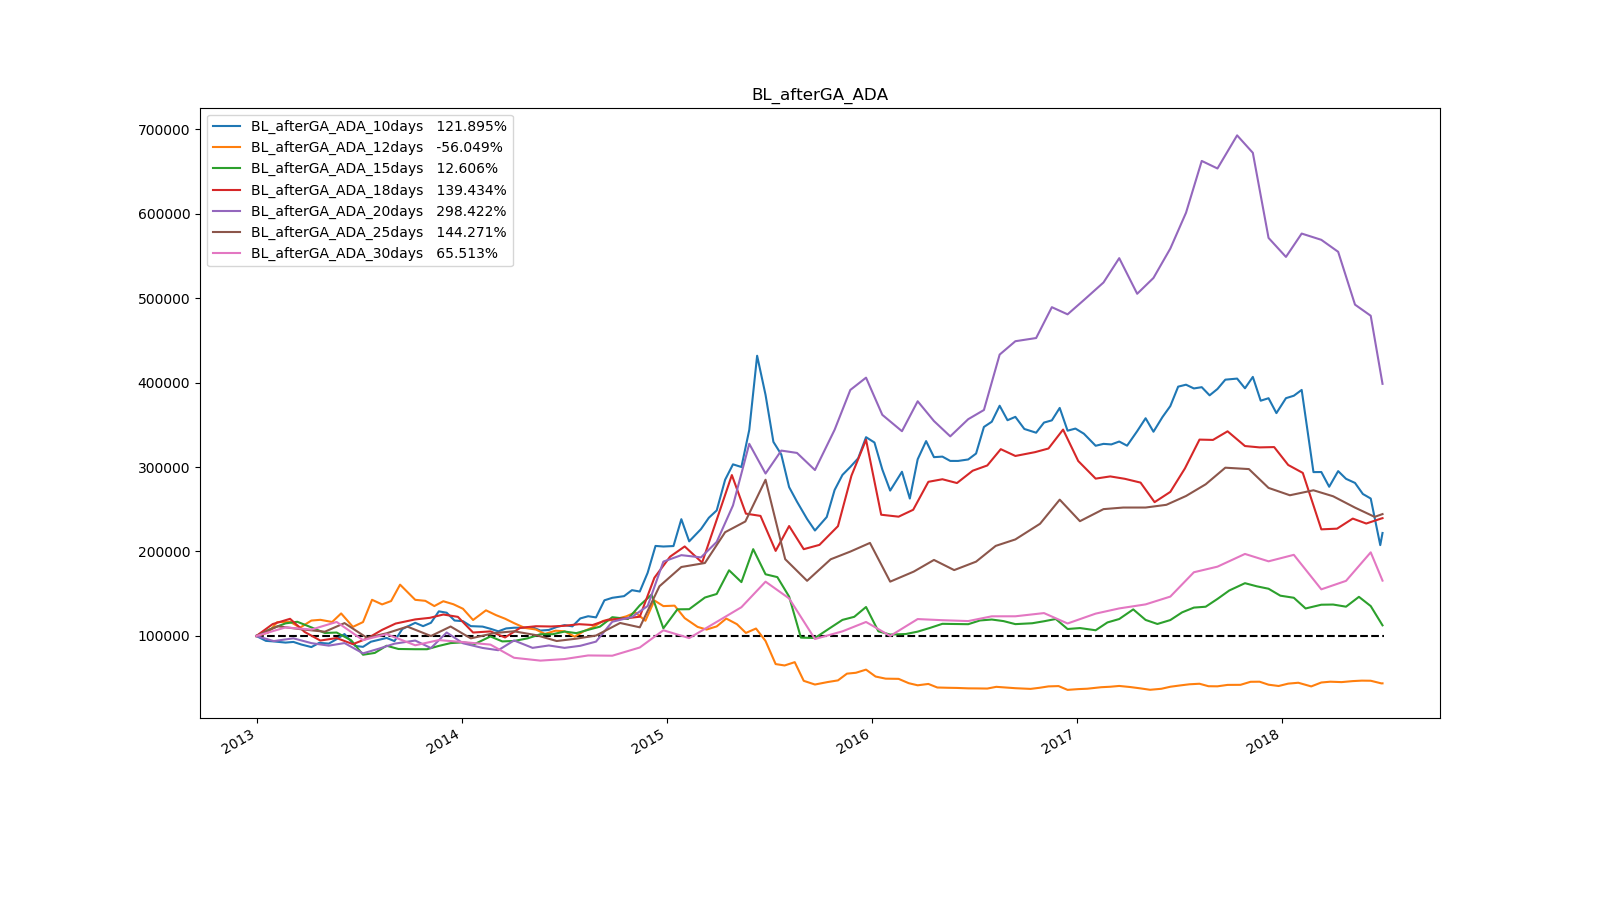 BL_afterGA_ADA
BL_afterGA_ADA_10days 121.895%
BL_afterGA_ADA_12days -56.049%
BL_afterGA_ADA_15days 12.606%
BL_afterGA_ADA_18days 139.434%
BL_afterGA_ADA_20days 298.422%
BL_afterGA_ADA_25days 144.271%
BL_afterGA_ADA_30days 65.513%
700000
600000
500000
400000
300000
200000
100000
2013 2014 2015 2016 2017 2018